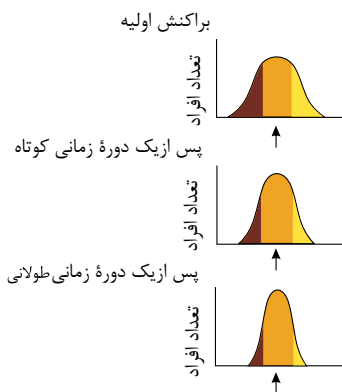 براکنش اولیه
تعداد افراد
پس ازیک دورهٔ زمانی کوتاه
تعداد افراد
پس ازیک دورهٔ زمانی طولانی
تعداد افراد